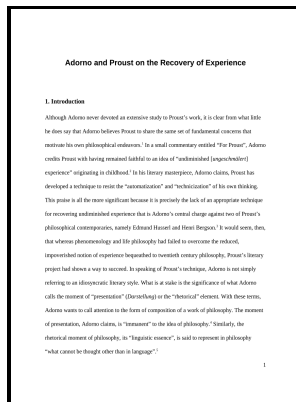 Adorno and Proust on the Recovery of Experience
1. Introduction
Although Adorno never devoted an extensive study to Proust’s work, it is clear from what little
he does say that Adorno believes Proust to share the same set of fundamental concerns that
motivate his own philosophical endeavors.¹ In a small commentary entitled “For Proust”, Adorno
credits Proust with having remained faithful to an idea of “undiminished [ungeschmälert]
experience” originating in childhood.² In his literary masterpiece, Adorno claims, Proust has
developed a technique to resist the “automatization” and “technicization” of his own thinking.
This praise is all the more significant because it is precisely the lack of an appropriate technique
for recovering undiminished experience that is Adorno’s central charge against two of Proust’s
philosophical contemporaries, namely Edmund Husserl and Henri Bergson.³ It would seem, then,
that whereas phenomenology and life philosophy had failed to overcome the reduced,
impoverished notion of experience bequeathed to twentieth century philosophy, Proust’s literary
project had shown a way to succeed. In speaking of Proust’s technique, Adorno is not simply
referring to an idiosyncratic literary style. What is at stake is the significance of what Adorno
calls the moment of “presentation” (Darstellung) or the “rhetorical” element. With these terms,
Adorno wants to call attention to the form of composition of a work of philosophy. The moment
of presentation, Adorno claims, is “immanent” to the idea of philosophy.⁴ Similarly, the
rhetorical moment of philosophy, its “linguistic essence”, is said to represent in philosophy
“what cannot be thought other than in language”.⁵
1